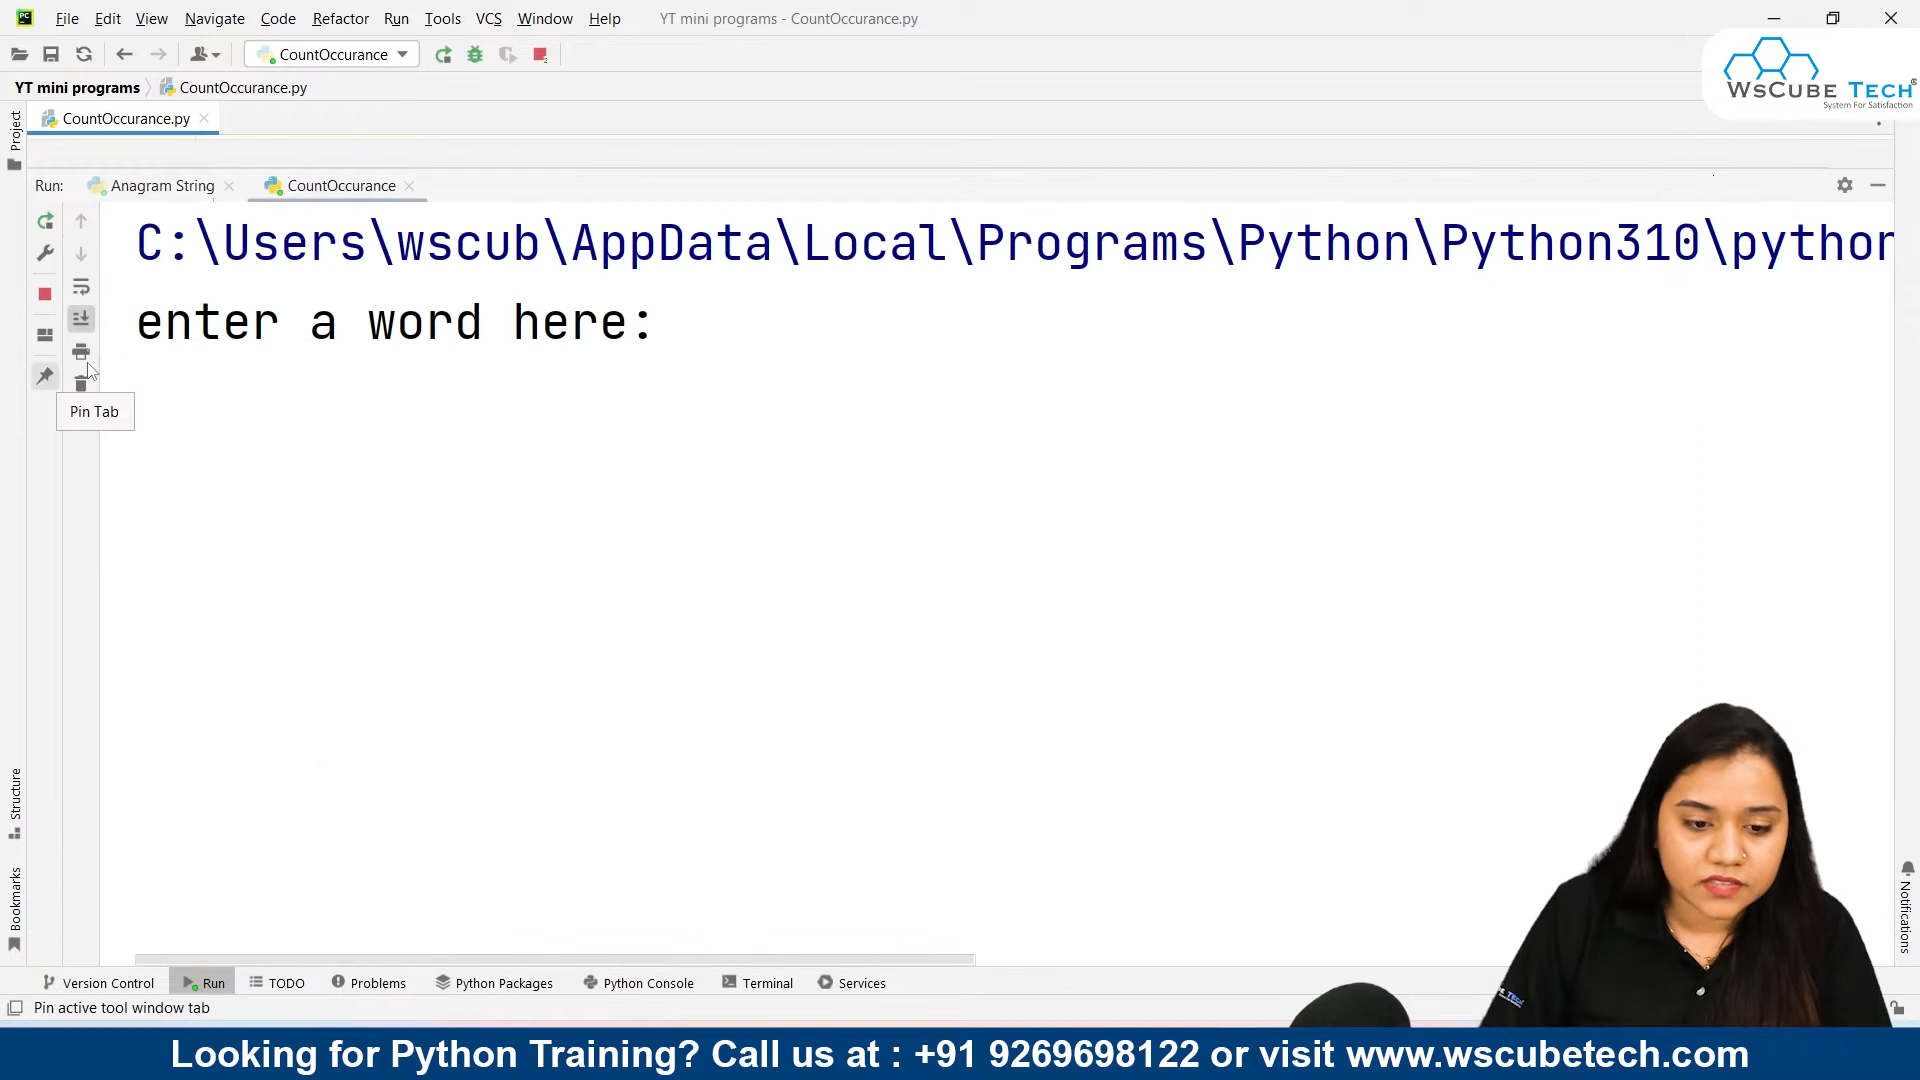 File Edit View Navigate Code Refactor Run Tools VCS Window Help YT mini programs - CountOccurance.py
CountOccurance
WsCube Tech®
System For Satisfaction
YT mini programs CountOccurance.py
Project
CountOccurance.py
Run: Anagram String CountOccurance
C:\Users\wscub\AppData\Local\Programs\Python\Python310\python
enter a word here:
Pin Tab
Structure
Bookmarks
Notifications
Version Control Run TODO Problems Python Packages Python Console Terminal Services
Pin active tool window tab
Looking for Python Training? Call us at : +91 9269698122 or visit www.wscubetech.com